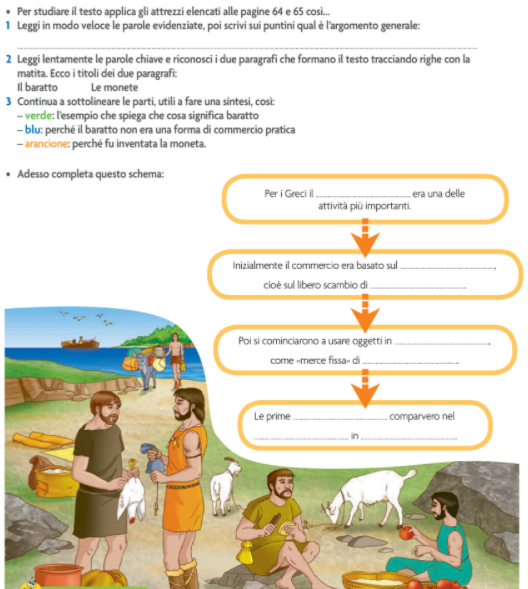 • Per studiare il testo applica gli attrezzi elencati alle pagine 64 e 65 così...
1 Leggi in modo veloce le parole evidenziate, poi scrivi sui puntini qual è l'argomento generale:
2 Leggi lentamente le parole chiave e riconosci i due paragrafi che formano il testo tracciando righe con la
matita. Ecco i titoli dei due paragrafi:
Il baratto Le monete
3 Continua a sottolineare le parti, utili a fare una sintesi, così:
– verde: l'esempio che spiega che cosa significa baratto
– blu: perché il baratto non era una forma di commercio pratica
– arancione: perché fu inventata la moneta.
• Adesso completa questo schema:
Per i Greci il ........................ era una delle
attività più importanti.
Inizialmente il commercio era basato sul ........................,
cioè sul libero scambio di ........................
Poi si cominciarono a usare oggetti in ........................,
come «merce fissa» di ........................
Le prime ........................ comparvero nel
........................ in ........................